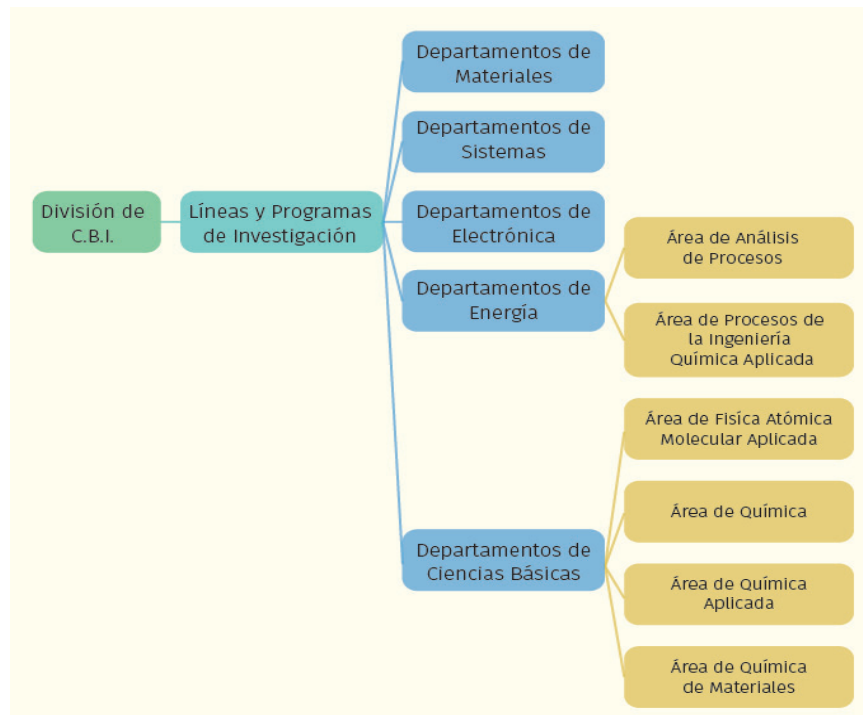 División de
C.B.I.
Líneas y Programas
de Investigación
Departamentos de
Materiales
Departamentos de
Sistemas
Departamentos de
Electrónica
Departamentos de
Energía
Área de Análisis
de Procesos
Área de Procesos de
la Ingeniería
Química Aplicada
Departamentos de
Ciencias Básicas
Área de Fisíca Atómica
Molecular Aplicada
Área de Química
Área de Química
Aplicada
Área de Química
de Materiales